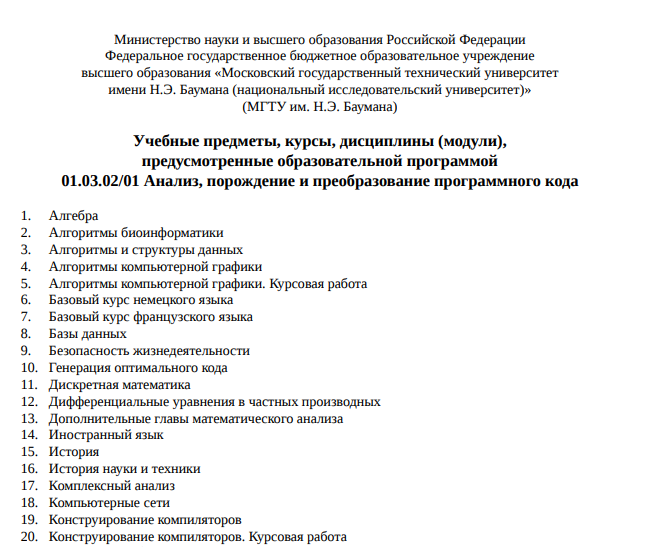 Министерство науки и высшего образования Российской Федерации
Федеральное государственное бюджетное образовательное учреждение
высшего образования «Московский государственный технический университет
имени Н.Э. Баумана (национальный исследовательский университет)»
(МГТУ им. Н.Э. Баумана)
Учебные предметы, курсы, дисциплины (модули),
предусмотренные образовательной программой
01.03.02/01 Анализ, порождение и преобразование программного кода
1. Алгебра
2. Алгоритмы биоинформатики
3. Алгоритмы и структуры данных
4. Алгоритмы компьютерной графики
5. Алгоритмы компьютерной графики. Курсовая работа
6. Базовый курс немецкого языка
7. Базовый курс французского языка
8. Базы данных
9. Безопасность жизнедеятельности
10. Генерация оптимального кода
11. Дискретная математика
12. Дифференциальные уравнения в частных производных
13. Дополнительные главы математического анализа
14. Иностранный язык
15. История
16. История науки и техники
17. Комплексный анализ
18. Компьютерные сети
19. Конструирование компиляторов
20. Конструирование компиляторов. Курсовая работа